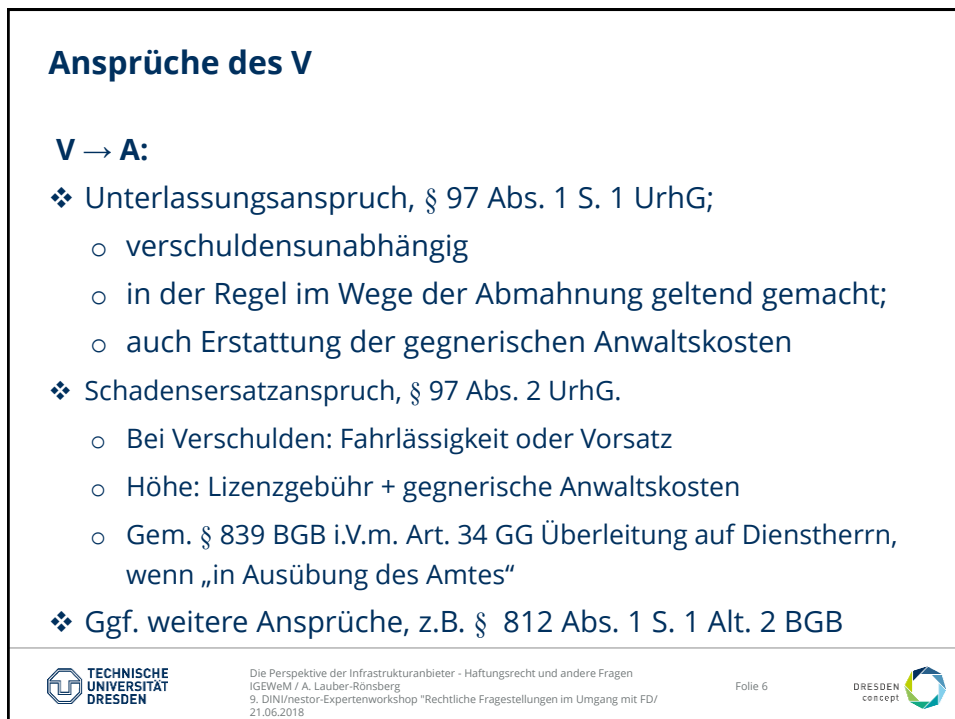 Ansprüche des V
V → A:
❖ Unterlassungsanspruch, § 97 Abs. 1 S. 1 UrhG;
o verschuldensunabhängig
o in der Regel im Wege der Abmahnung geltend gemacht;
o auch Erstattung der gegnerischen Anwaltskosten
❖ Schadensersatzanspruch, § 97 Abs. 2 UrhG.
o Bei Verschulden: Fahrlässigkeit oder Vorsatz
o Höhe: Lizenzgebühr + gegnerische Anwaltskosten
o Gem. § 839 BGB i.V.m. Art. 34 GG Überleitung auf Dienstherrn,
wenn „in Ausübung des Amtes“
❖ Ggf. weitere Ansprüche, z.B. § 812 Abs. 1 S. 1 Alt. 2 BGB
TECHNISCHE
UNIVERSITÄT
DRESDEN
Die Perspektive der Infrastrukturanbieter - Haftungsrecht und andere Fragen
IGEWeM / A. Lauber-Rönsberg
9. DINI/nestor-Expertenworkshop "Rechtliche Fragestellungen im Umgang mit FD/
21.06.2018
Folie 6
DRESDEN
concept